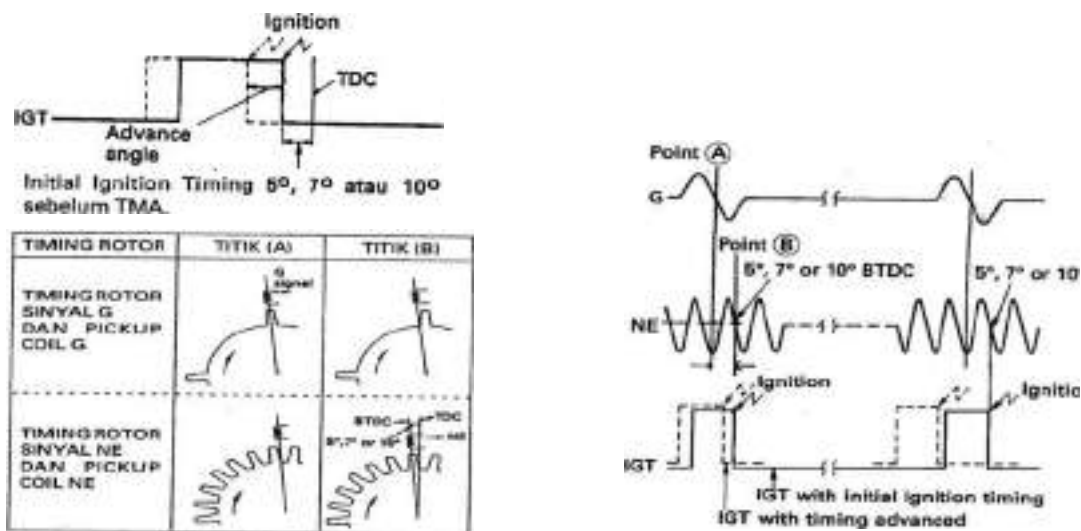 Ignition
TDC
IGT
Advance
angle
Initial Ignition Timing 5º, 7º atau 10º
sebelum TMA.
TIMING ROTOR
TITIK (A)
TITIK (B)
TIMING ROTOR
SINYAL G
DAN PICKUP
COIL G.
G
signal
TIMING ROTOR
SINYAL NE
DAN PICKUP
COIL NE
BTDC
TDC
5º,7º or 10º
Point A
G
Point B
5º, 7º or 10º BTDC
5º, 7º or 10º
NE
Ignition
Ignitio
IGT
IGT with initial ignition timing
IGT with timing advanced